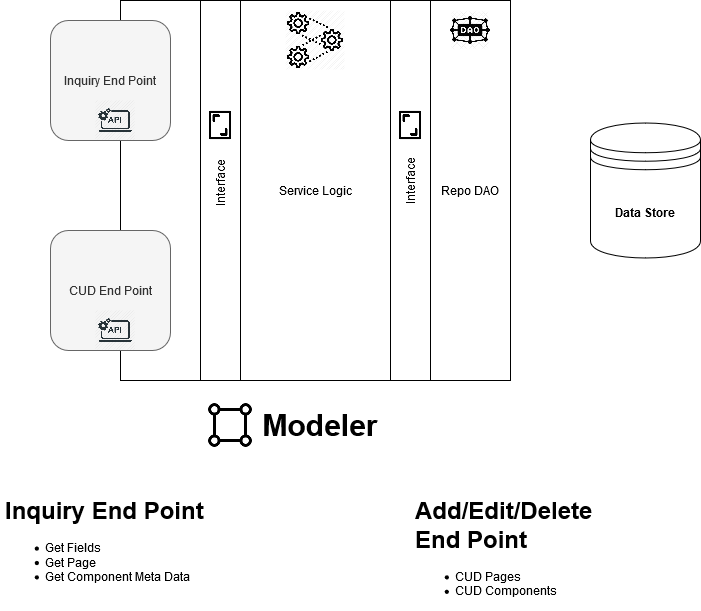 DAO
Inquiry End Point
API
Interface
Service Logic
Interface
Repo DAO
Data Store
CUD End Point
API
Modeler
Inquiry End Point
• Get Fields
• Get Page
• Get Component Meta Data
Add/Edit/Delete
End Point
• CUD Pages
• CUD Components